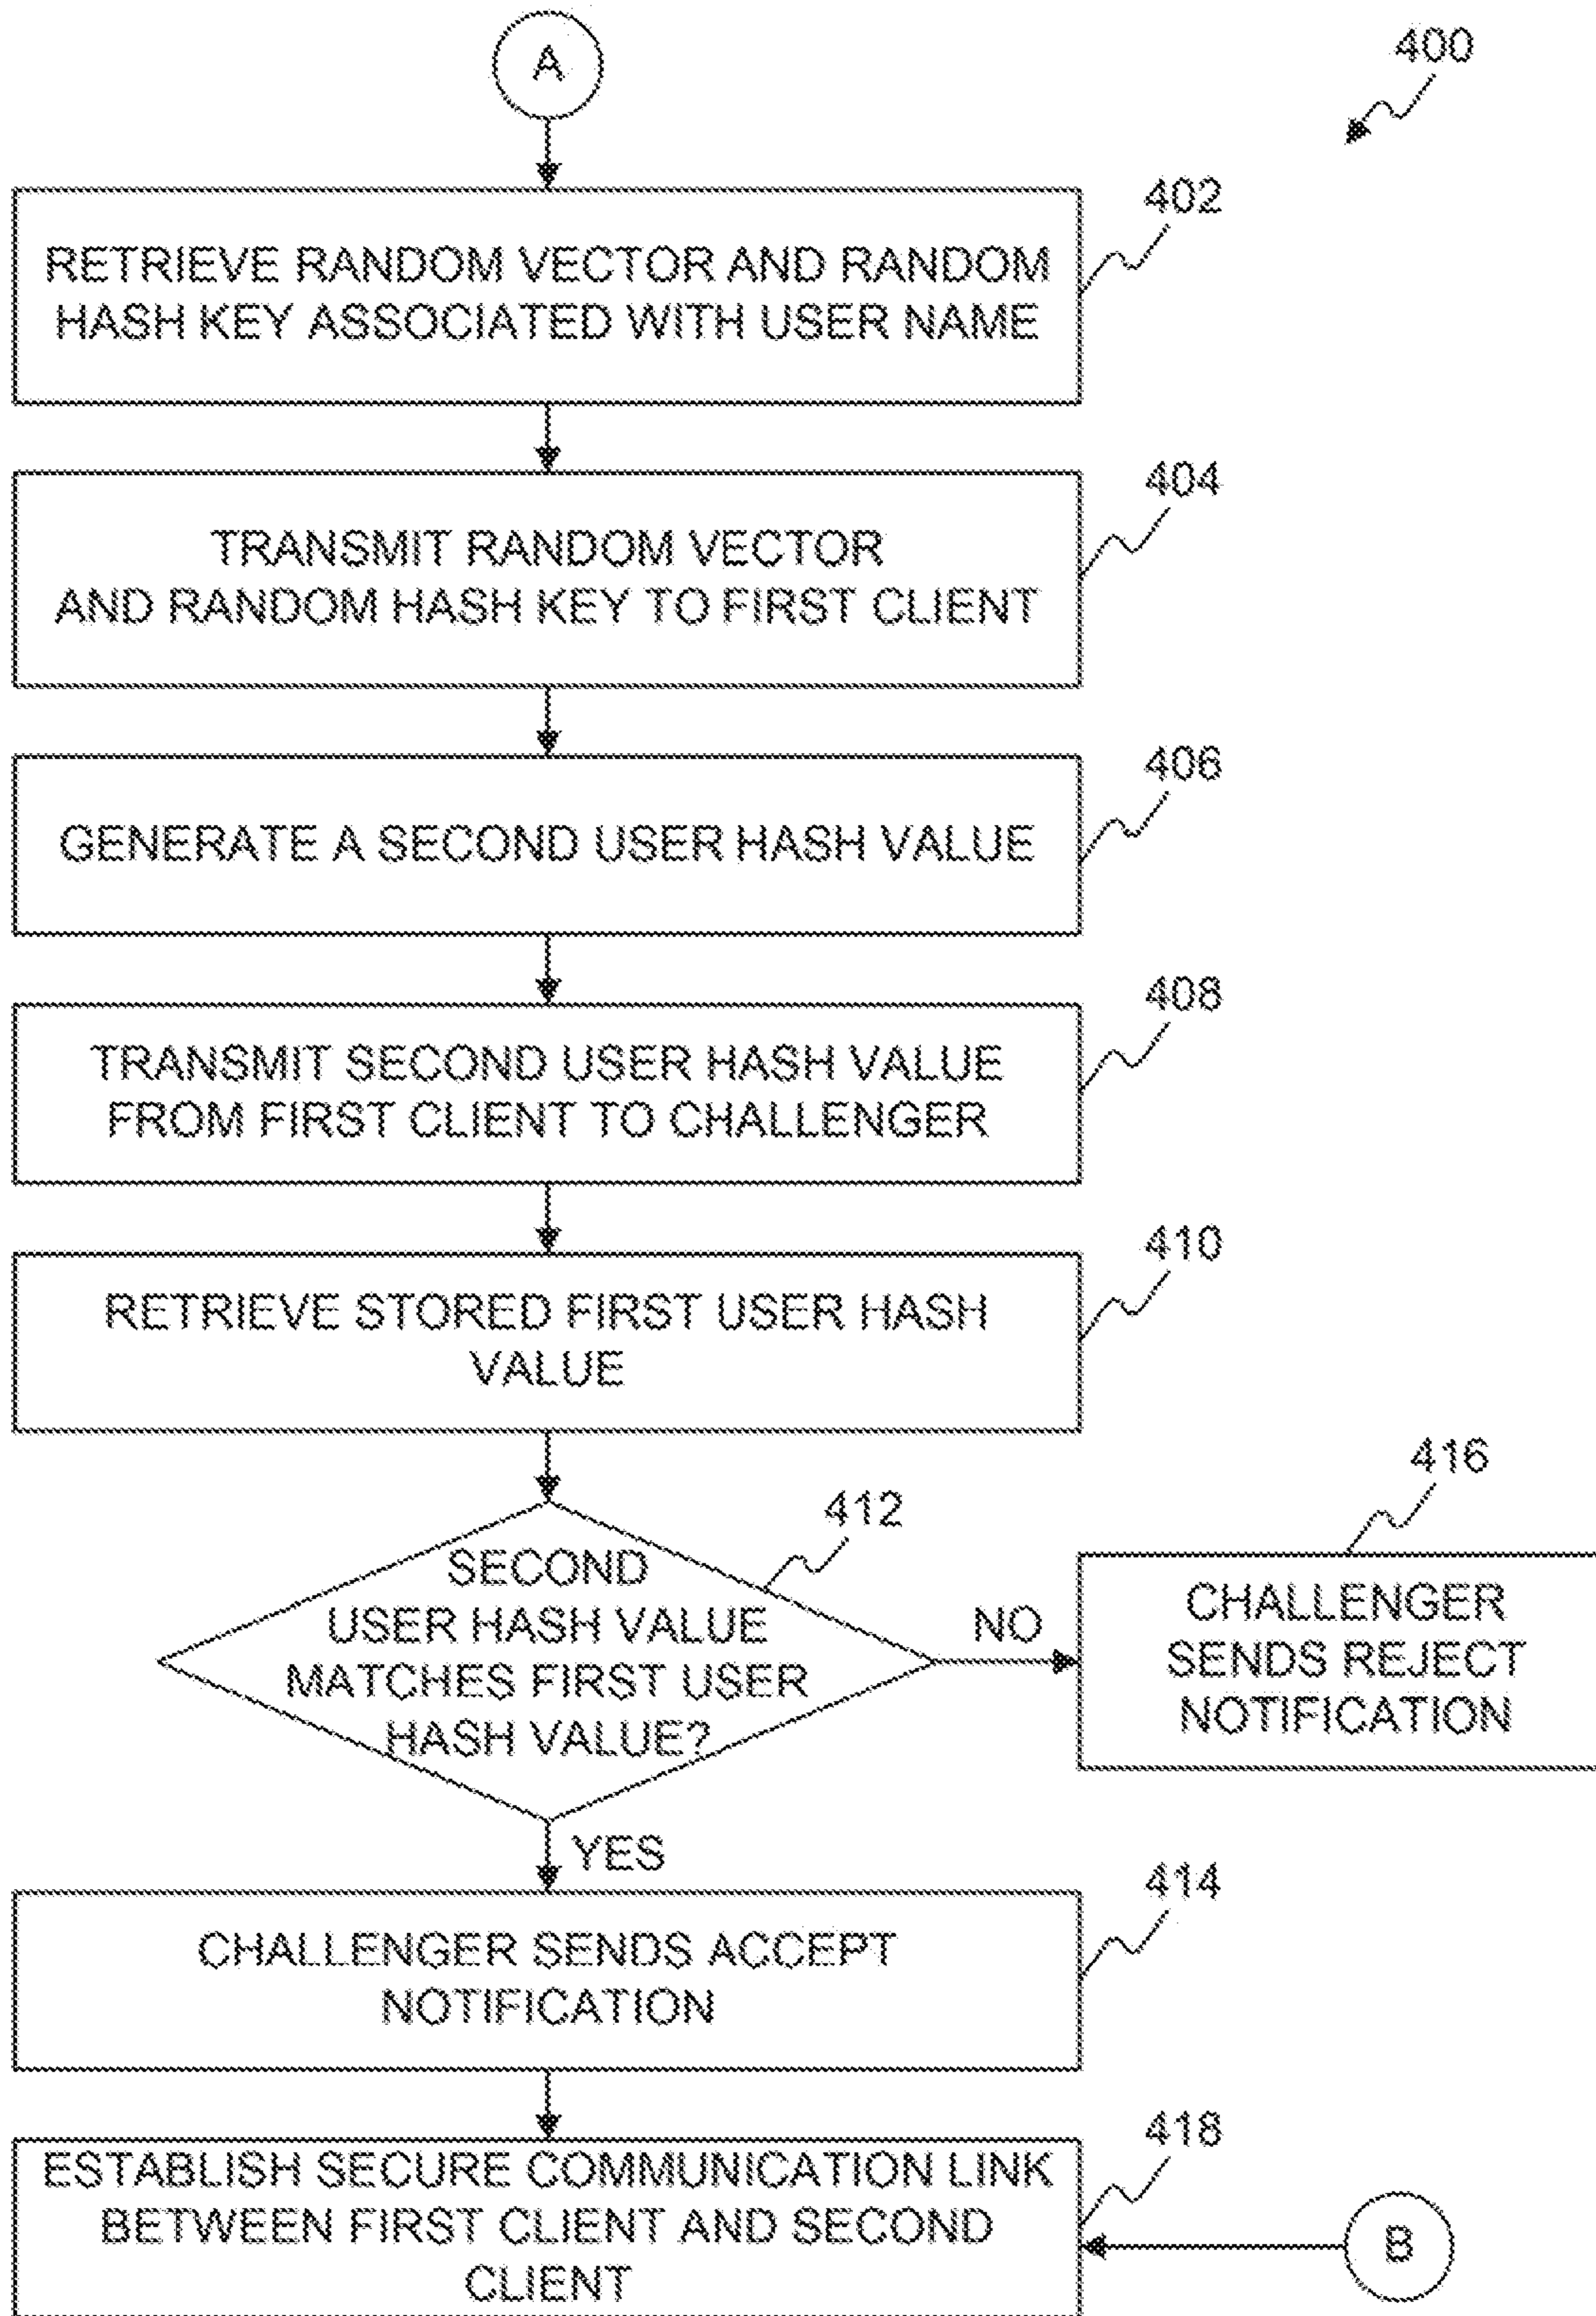 A
400
402
RETRIEVE RANDOM VECTOR AND RANDOM
HASH KEY ASSOCIATED WITH USER NAME
404
TRANSMIT RANDOM VECTOR
AND RANDOM HASH KEY TO FIRST CLIENT
406
GENERATE A SECOND USER HASH VALUE
408
TRANSMIT SECOND USER HASH VALUE
FROM FIRST CLIENT TO CHALLENGER
410
RETRIEVE STORED FIRST USER HASH
VALUE
412
SECOND
USER HASH VALUE
MATCHES FIRST USER
HASH VALUE?
NO
416
CHALLENGER
SENDS REJECT
NOTIFICATION
YES
414
CHALLENGER SENDS ACCEPT
NOTIFICATION
418
ESTABLISH SECURE COMMUNICATION LINK
BETWEEN FIRST CLIENT AND SECOND
CLIENT
B